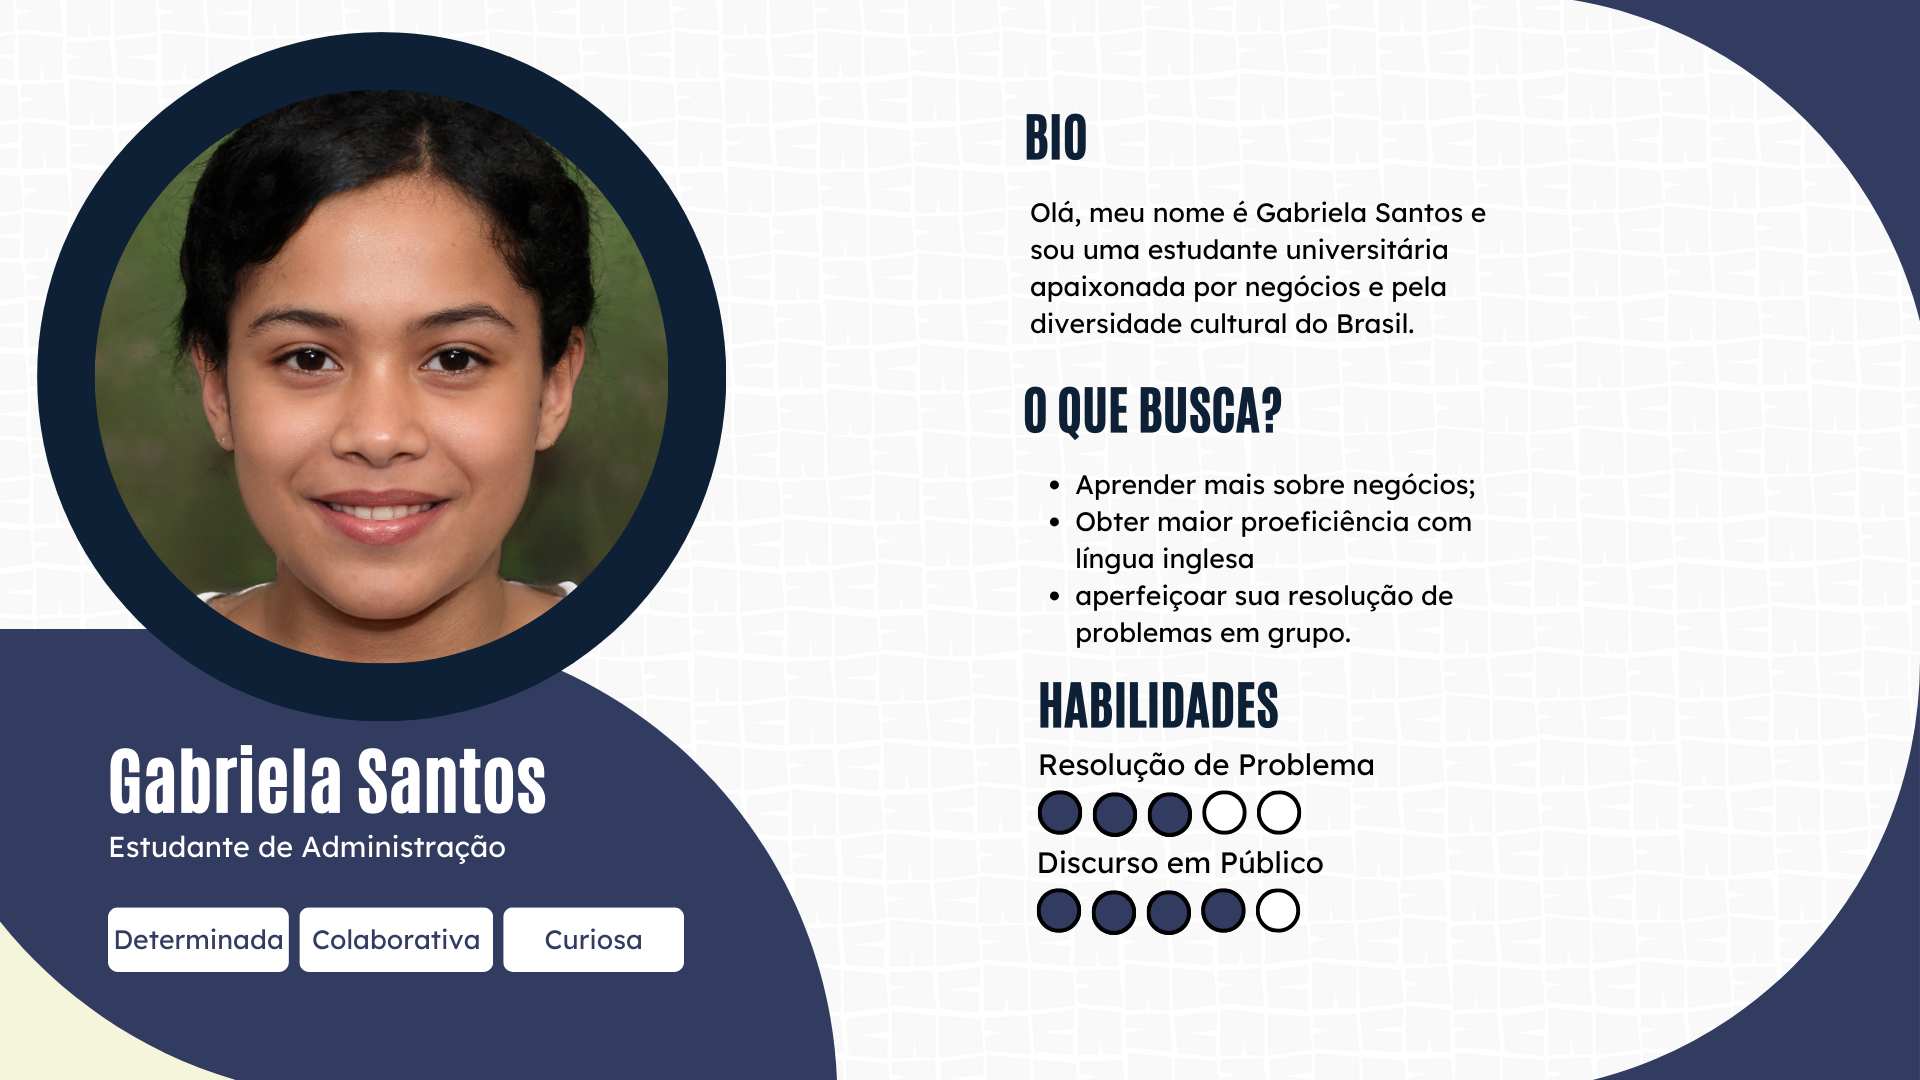 Gabriela Santos
Estudante de Administração
Determinada Colaborativa Curiosa
BIO
Olá, meu nome é Gabriela Santos e
sou uma estudante universitária
apaixonada por negócios e pela
diversidade cultural do Brasil.
O QUE BUSCA?
• Aprender mais sobre negócios;
• Obter maior proeficiência com
língua inglesa
• aperfeiçoar sua resolução de
problemas em grupo.
HABILIDADES
Resolução de Problema
Discurso em Público